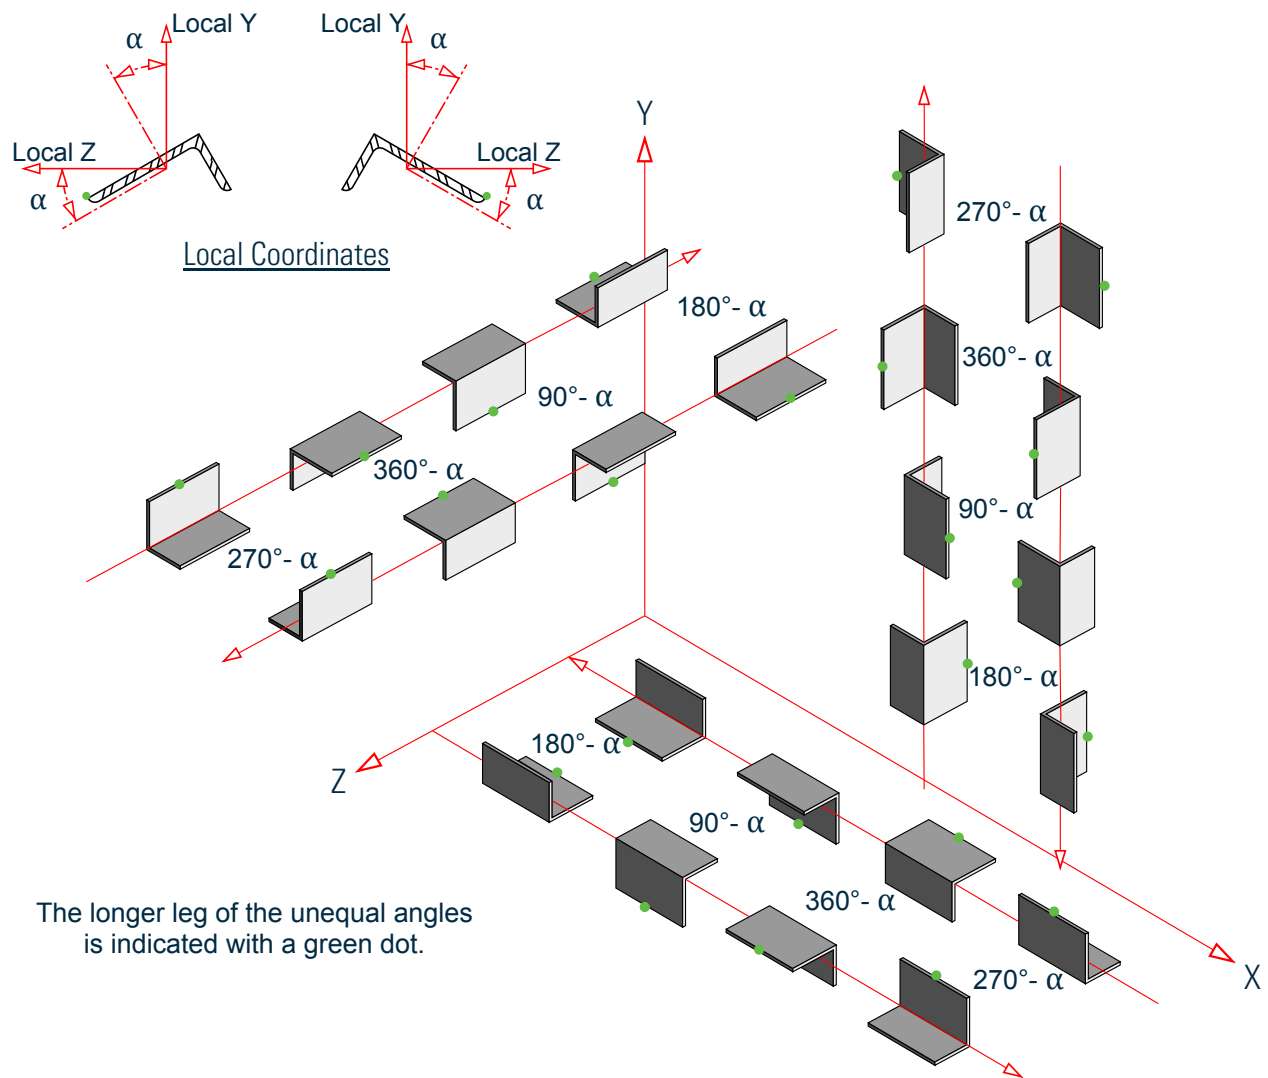 Local Y
Local Y
α
α
Local Z
Local Z
α
α
Local Coordinates
Y
180°- α
90°- α
360°- α
270°- α
270°- α
360°- α
90°- α
180°- α
Z
180°- α
90°- α
360°- α
270°- α
X
The longer leg of the unequal angles
is indicated with a green dot.